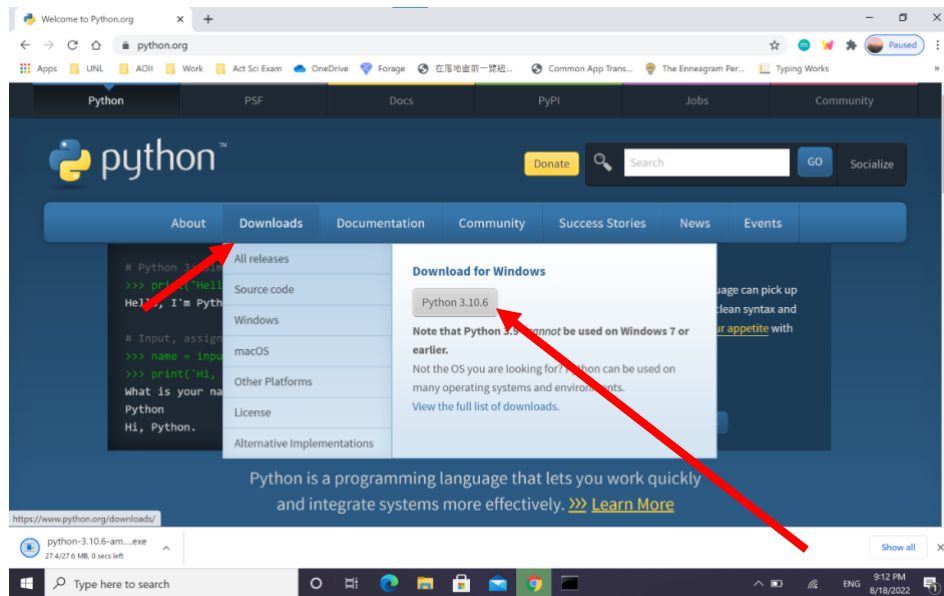 Welcome to Python.org
python.org
Paused
Apps UNL AOII Work Act Sci Exam OneDrive Forage Common App Trans... The Enneagram Per... Typing Works
Python PSF Docs PyPI Jobs Community
python™
Donate Search GO Socialize
About Downloads Documentation Community Success Stories News Events
All releases
Source code
Windows
macOS
Other Platforms
License
Alternative Implementations
# Python 3
>>> print("Hell
Hello, I'm Pyth
# Input, assign
>>> name = inpu
>>> print('Hi,
What is your na
Python
Hi, Python.
Download for Windows
Python 3.10.6
Note that Python 3.9+ cannot be used on Windows 7 or
earlier.
Not the OS you are looking for? Python can be used on
many operating systems and environments.
View the full list of downloads.
uage can pick up
clean syntax and
ur appetite with
Python is a programming language that lets you work quickly
and integrate systems more effectively. >>> Learn More
https://www.python.org/downloads/
python-3.10.6-am....exe
27.4/27.6 MB, 0 secs left
Show all
Type here to search
ENG
9:12 PM
8/18/2022